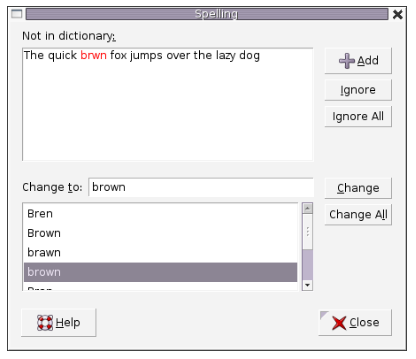 Spelling
Not in dictionary:
The quick brwn fox jumps over the lazy dog
Add
Ignore
Ignore All
Change to: brown
Change
Change All
Bren
Brown
brawn
brown
Help
Close